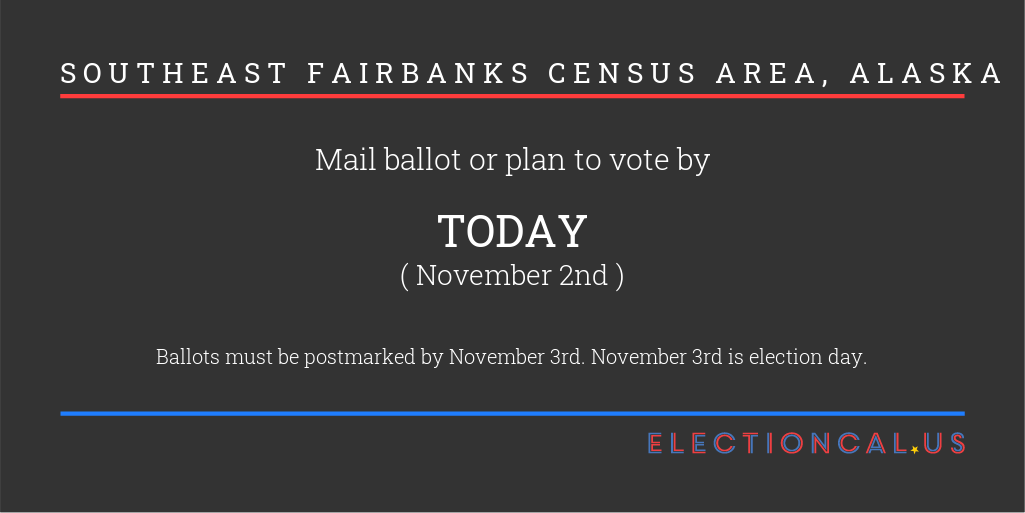 SOUTHEAST FAIRBANKS CENSUS AREA, ALASKA
Mail ballot or plan to vote by
TODAY
( November 2nd )
Ballots must be postmarked by November 3rd. November 3rd is election day.
ELECTIONCAL.US